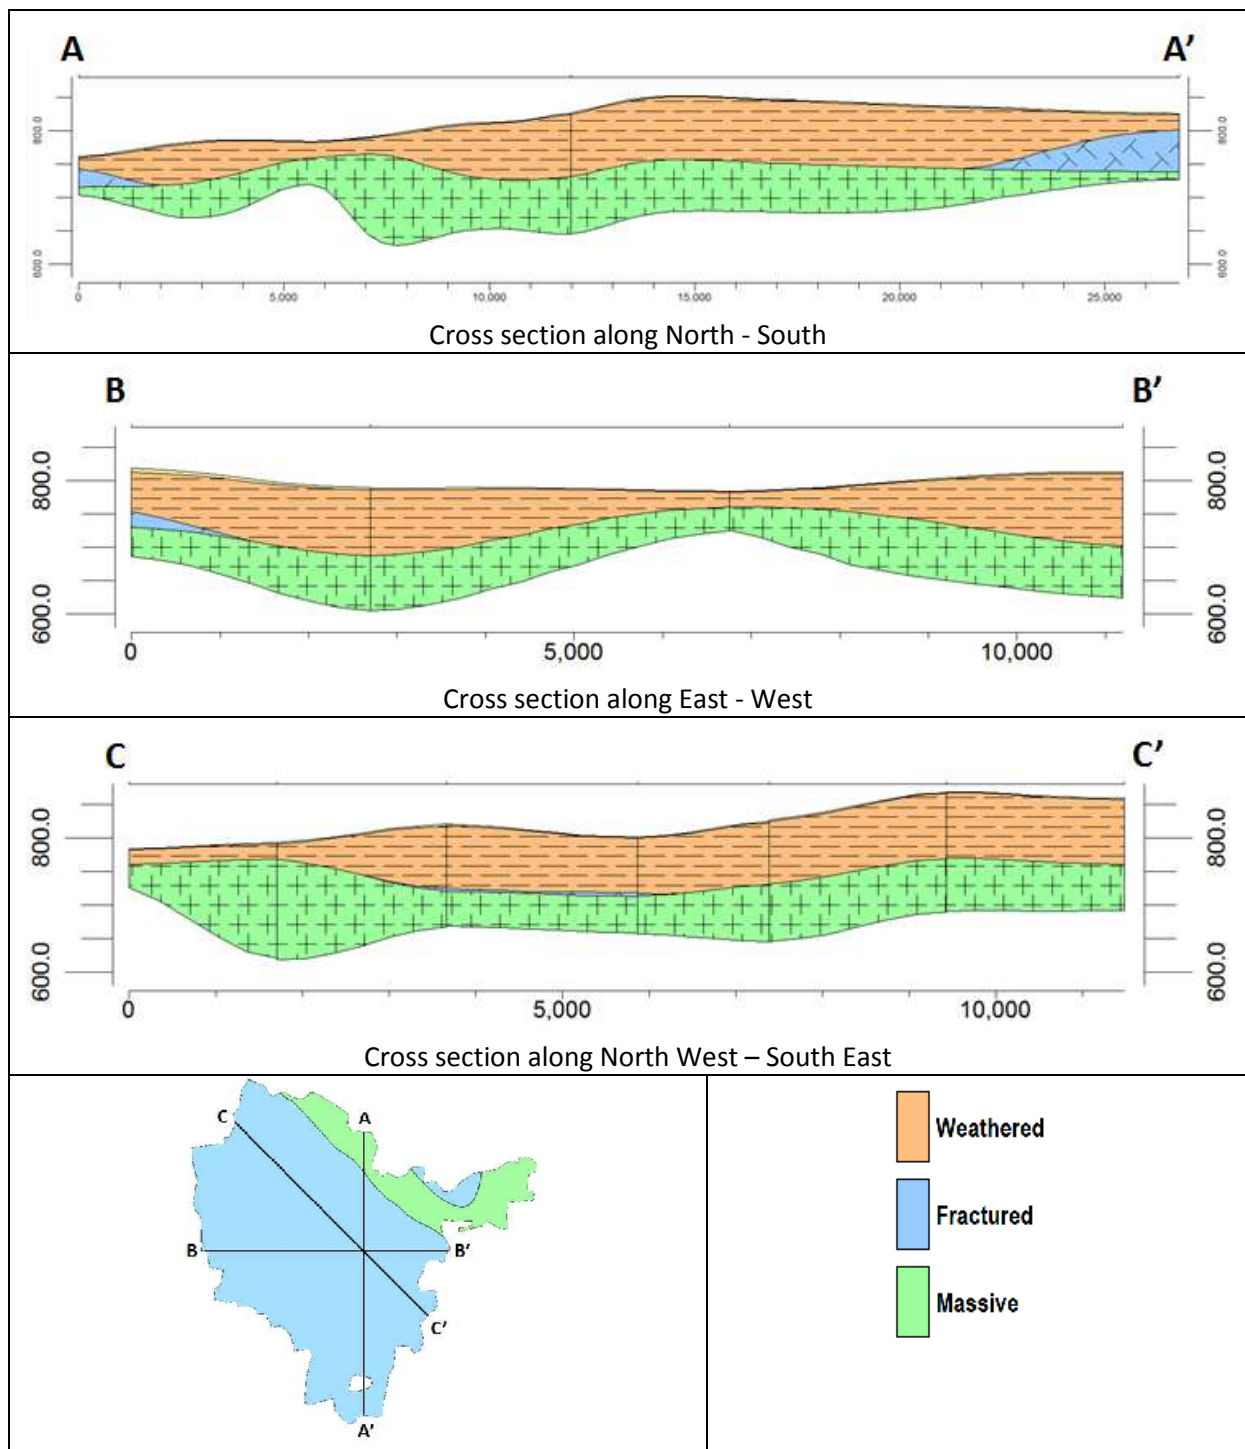 A A’
800.0 800.0
600.0 600.0
0 5,000 10,000 15,000 20,000 25,000
Cross section along North - South
B B’
800.0 800.0
600.0 600.0
0 5,000 10,000
Cross section along East - West
C C’
800.0 800.0
600.0 600.0
0 5,000 10,000
Cross section along North West – South East
C A
B B’
C’
A’
Weathered
Fractured
Massive